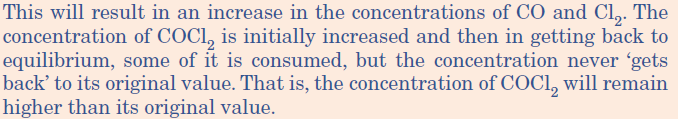 This will result in an increase in the concentrations of CO and Cl₂. The
concentration of COCl₂ is initially increased and then in getting back to
equilibrium, some of it is consumed, but the concentration never ‘gets
back’ to its original value. That is, the concentration of COCl₂ will remain
higher than its original value.